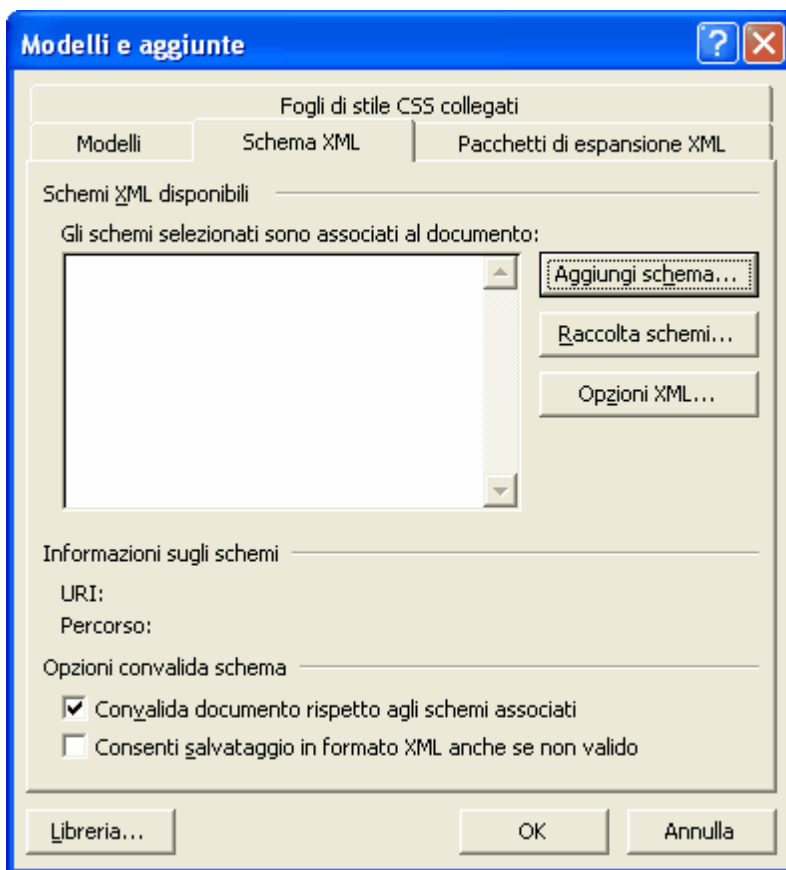 Modelli e aggiunte
Fogli di stile CSS collegati
Modelli Schema XML Pacchetti di espansione XML
Schemi XML disponibili
Gli schemi selezionati sono associati al documento:
Aggiungi schema...
Raccolta schemi...
Opzioni XML...
Informazioni sugli schemi
URI:
Percorso:
Opzioni convalida schema
Convalida documento rispetto agli schemi associati
Consenti salvataggio in formato XML anche se non valido
Libreria... OK Annulla